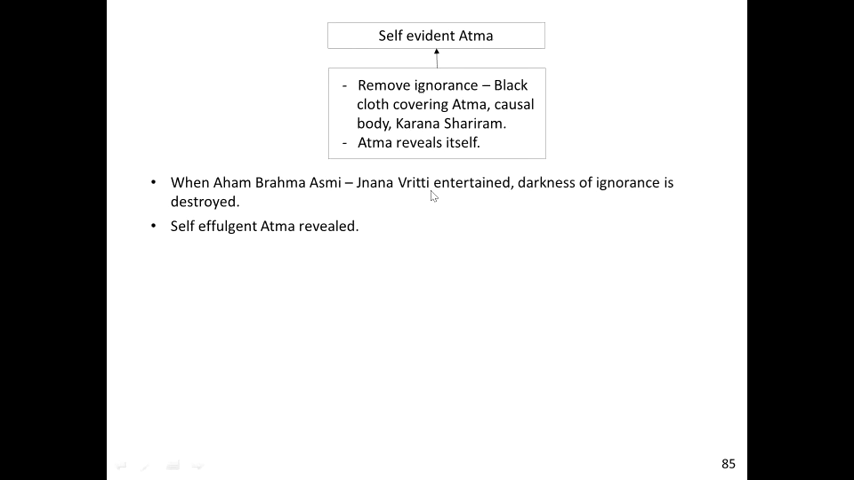 Self evident Atma
- Remove ignorance – Black
cloth covering Atma, causal
body, Karana Shariram.
- Atma reveals itself.
• When Aham Brahma Asmi – Jnana Vritti entertained, darkness of ignorance is
destroyed.
• Self effulgent Atma revealed.
85